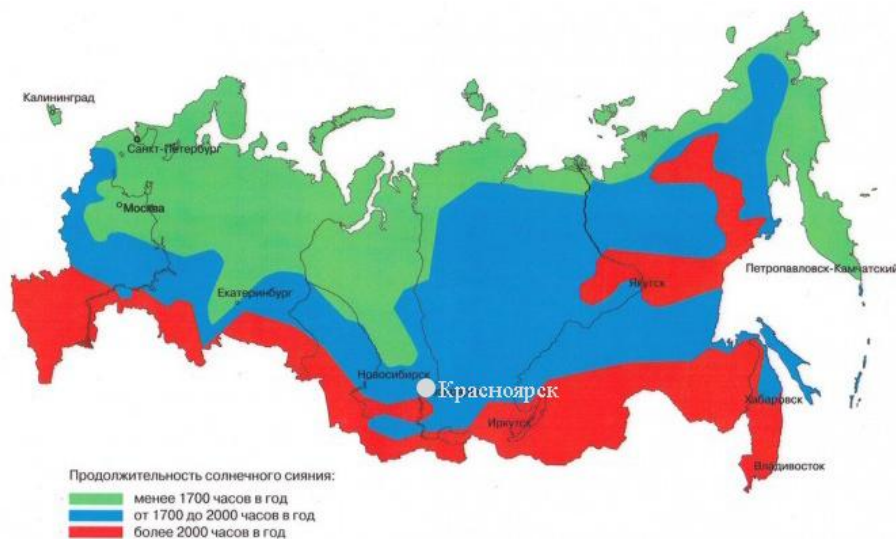 Калининград
Санкт-Петербург
Москва
Екатеринбург
Новосибирск
Красноярск
Иркутск
Якутск
Петропавловск-Камчатский
Хабаровск
Владивосток
Продолжительность солнечного сияния:
менее 1700 часов в год
от 1700 до 2000 часов в год
более 2000 часов в год